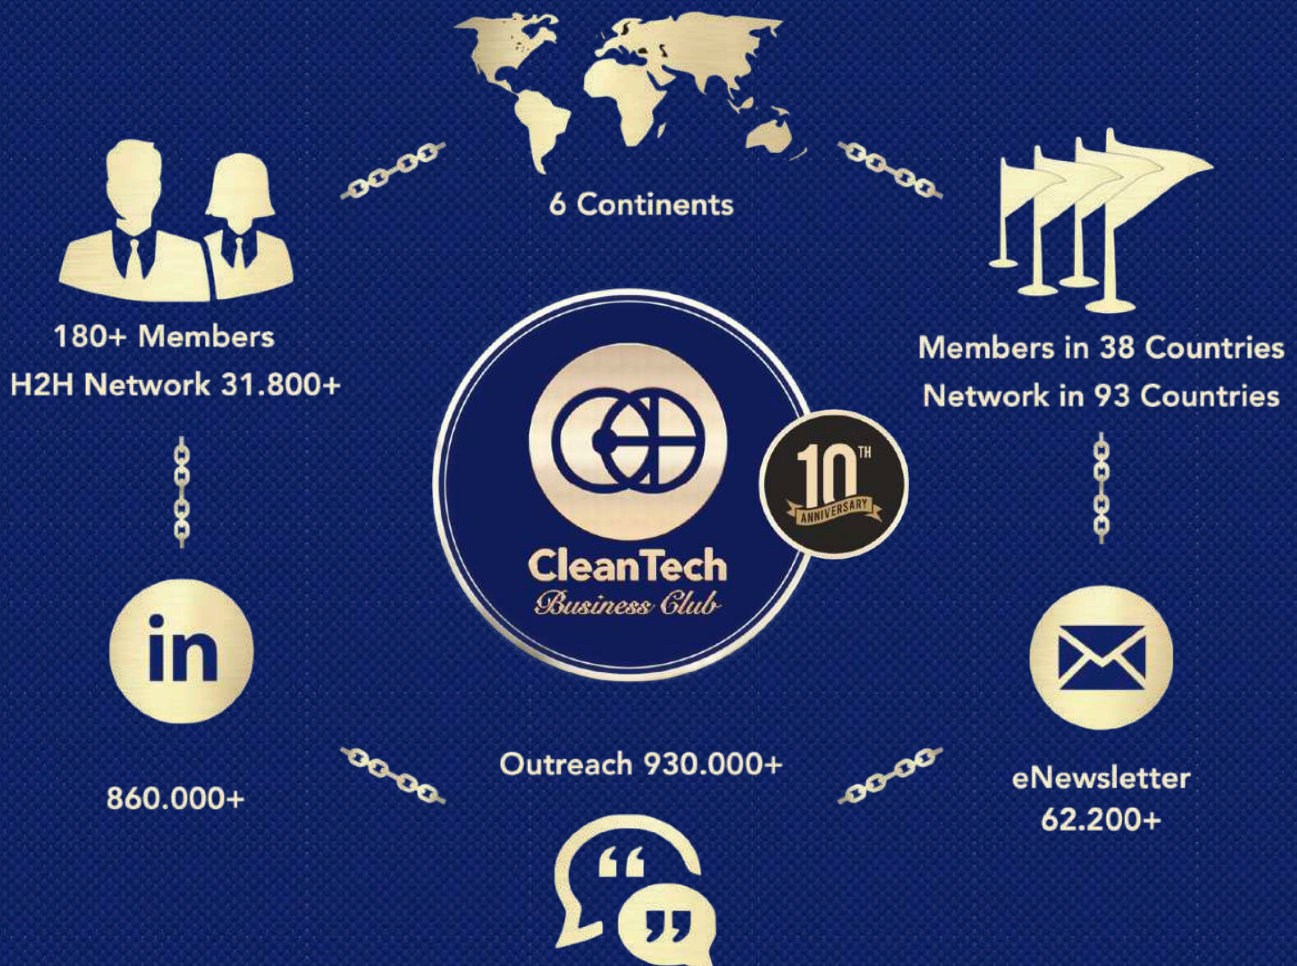 6 Continents
180+ Members
H2H Network 31.800+
Members in 38 Countries
Network in 93 Countries
10TH
ANNIVERSARY
CleanTech
Business Club
in
860.000+
Outreach 930.000+
eNewsletter
62.200+